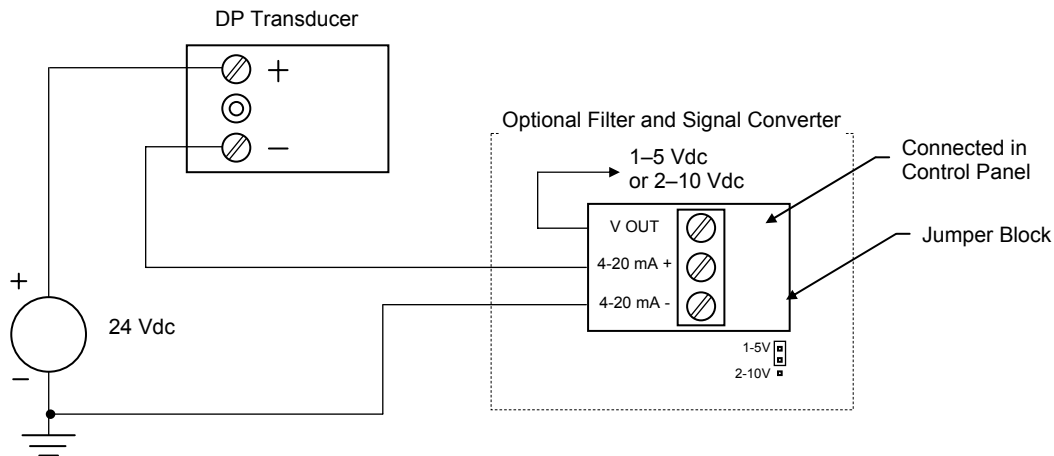 DP Transducer
+
−
Optional Filter and Signal Converter
1–5 Vdc
or 2–10 Vdc
Connected in
Control Panel
V OUT
Jumper Block
4-20 mA +
4-20 mA -
+
24 Vdc
−
1-5V
2-10V